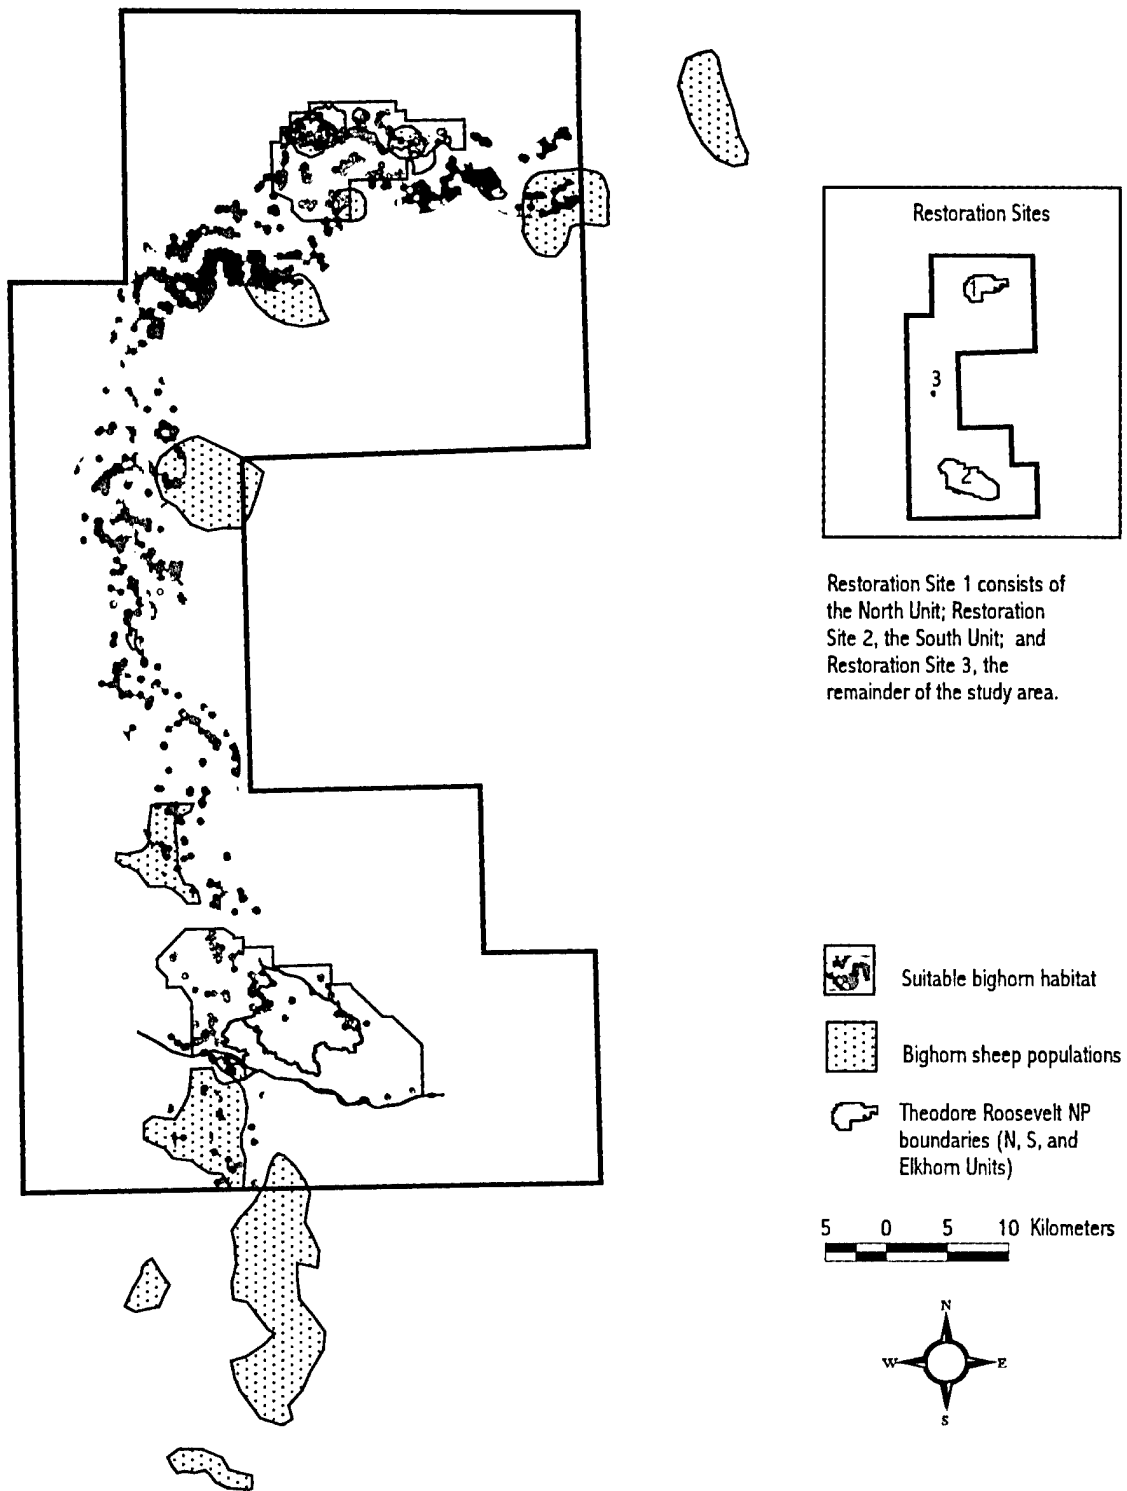 Restoration Sites
3
2
Restoration Site 1 consists of
the North Unit; Restoration
Site 2, the South Unit; and
Restoration Site 3, the
remainder of the study area.
Suitable bighorn habitat
Bighorn sheep populations
Theodore Roosevelt NP
boundaries (N, S, and
Elkhorn Units)
5 0 5 10 Kilometers
N
W E
S